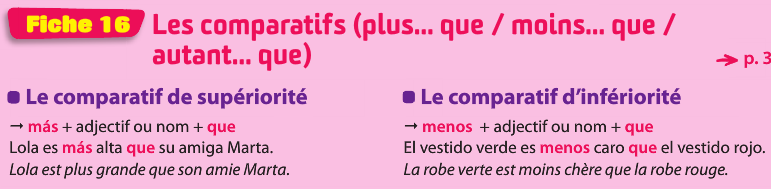 Fiche 16
Les comparatifs (plus... que / moins... que /
autant... que)
→ p. 3
Le comparatif de supériorité
→ más + adjectif ou nom + que
Lola es más alta que su amiga Marta.
Lola est plus grande que son amie Marta.
Le comparatif d'infériorité
→ menos + adjectif ou nom + que
El vestido verde es menos caro que el vestido rojo.
La robe verte est moins chère que la robe rouge.